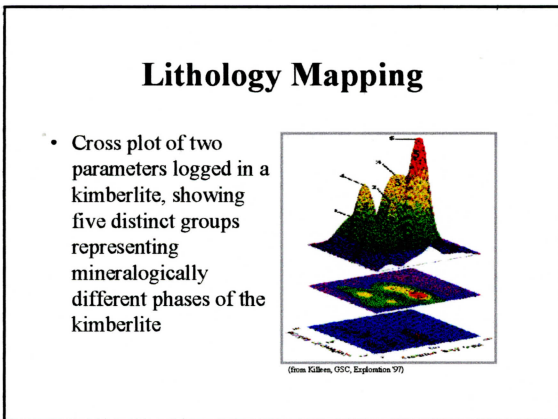 Lithology Mapping
• Cross plot of two
parameters logged in a
kimberlite, showing
five distinct groups
representing
mineralogically
different phases of the
kimberlite
(from Killeen, GSC, Exploration '97)